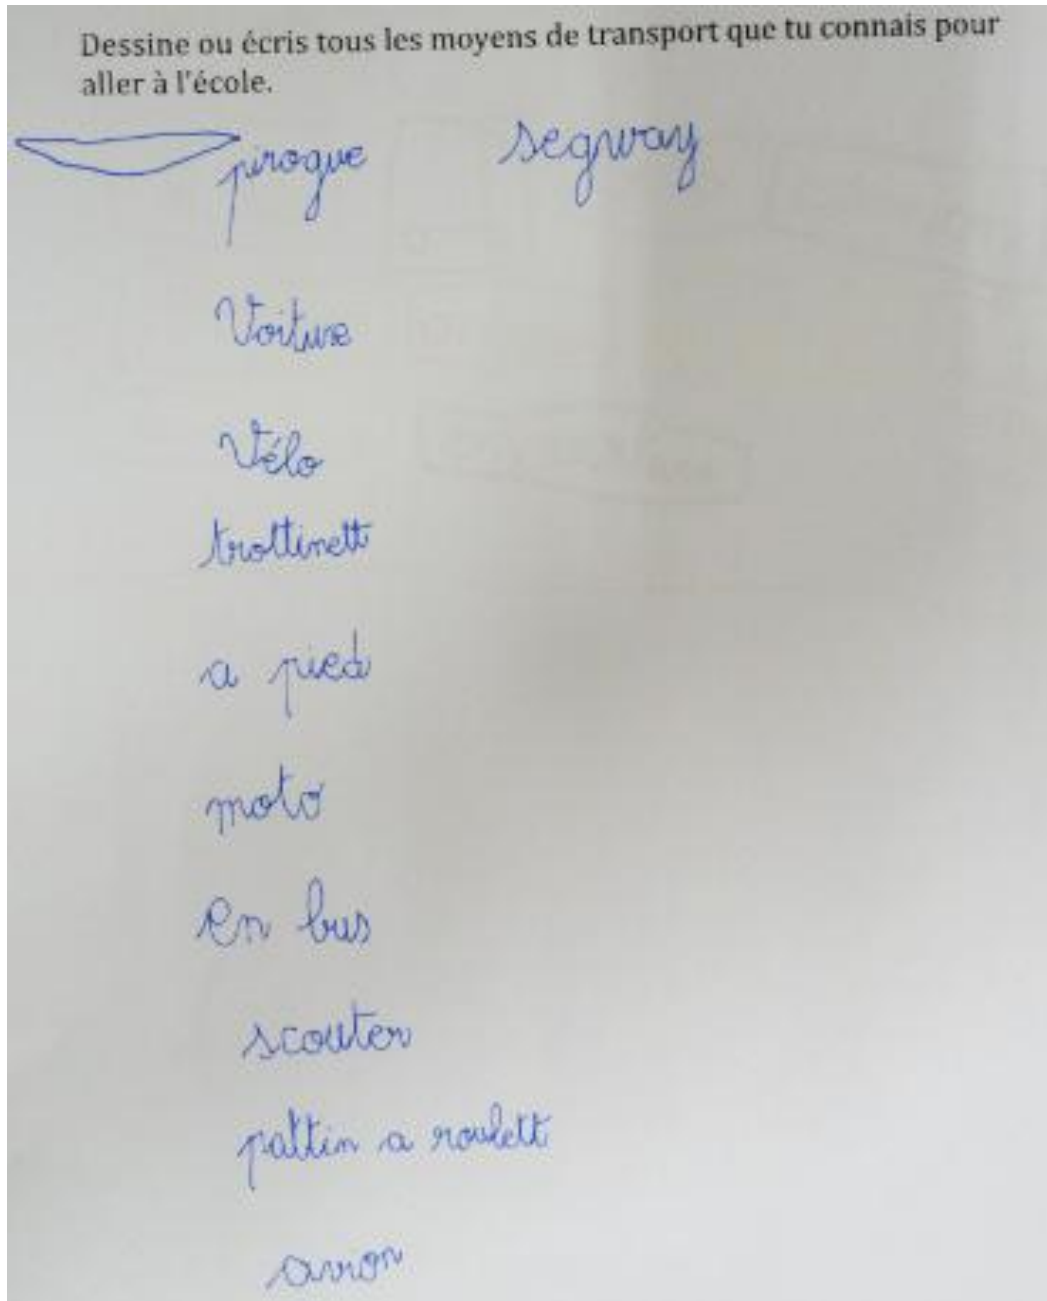 Dessine ou écris tous les moyens de transport que tu connais pour
aller à l'école.
pirogue segway
Voiture
Vélo
trottinett
a pied
moto
en bus
scouter
pattin a roulett
avion